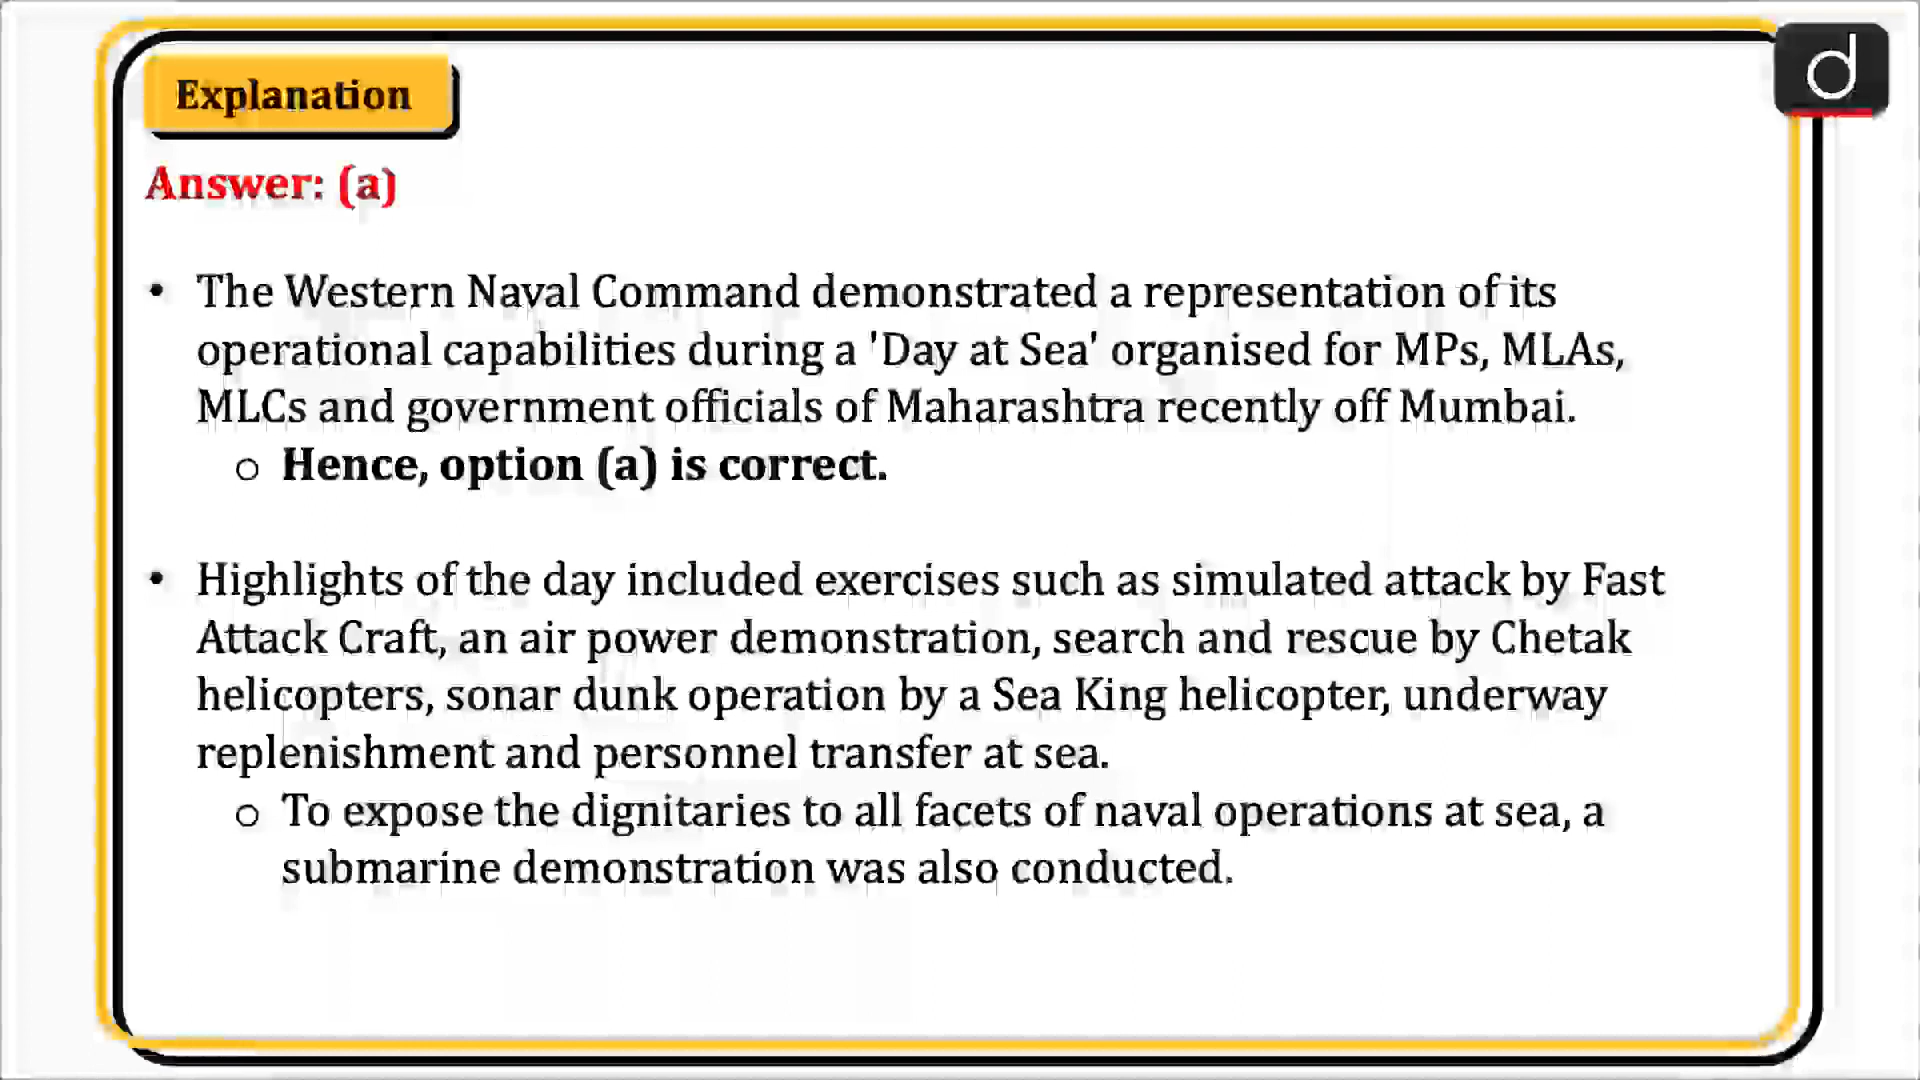 Explanation
d
Answer: (a)
• The Western Naval Command demonstrated a representation of its
operational capabilities during a 'Day at Sea' organised for MPs, MLAs,
MLCs and government officials of Maharashtra recently off Mumbai.
o Hence, option (a) is correct.
• Highlights of the day included exercises such as simulated attack by Fast
Attack Craft, an air power demonstration, search and rescue by Chetak
helicopters, sonar dunk operation by a Sea King helicopter, underway
replenishment and personnel transfer at sea.
o To expose the dignitaries to all facets of naval operations at sea, a
submarine demonstration was also conducted.